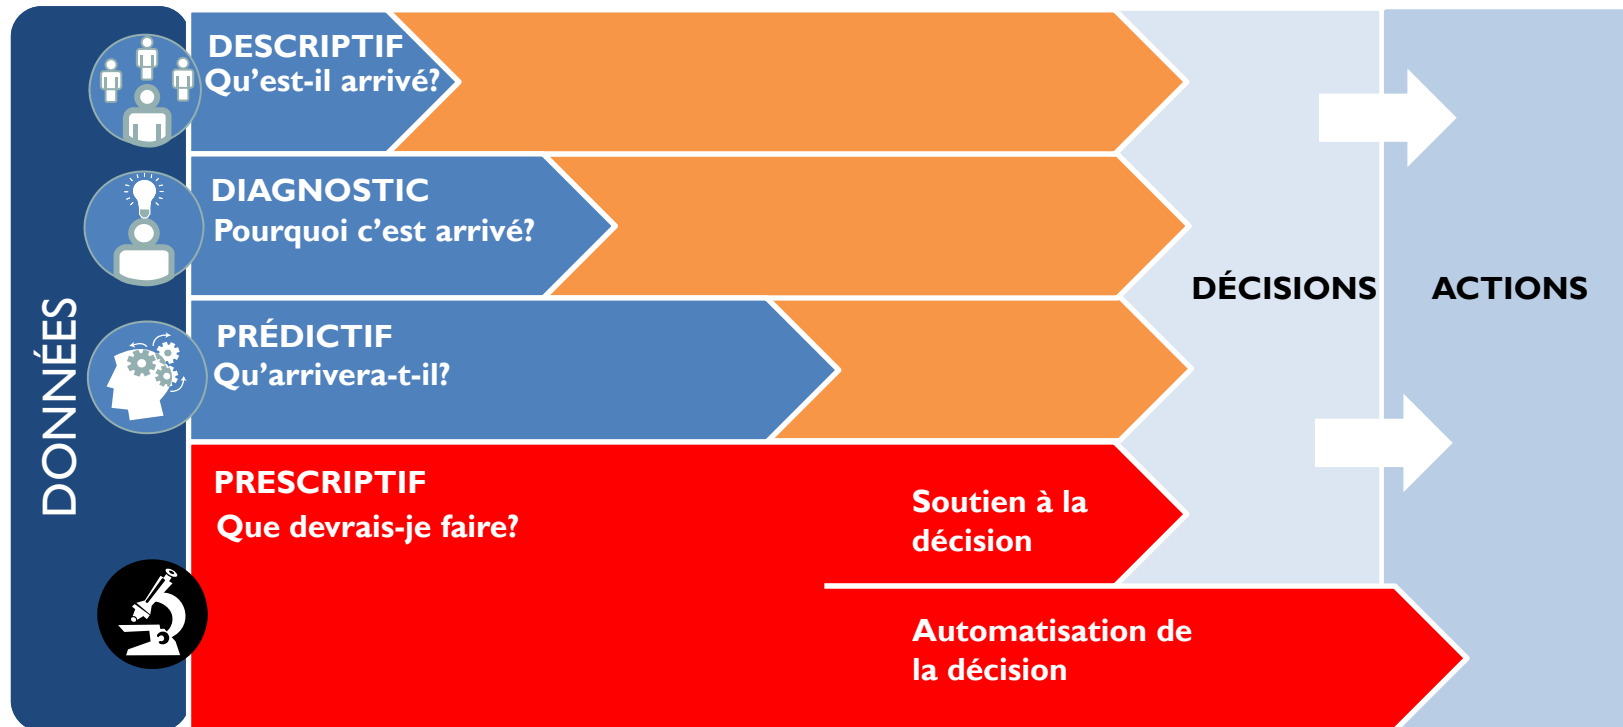 DONNÉES
DESCRIPTIF
Qu’est-il arrivé?
DIAGNOSTIC
Pourquoi c’est arrivé?
PRÉDICTIF
Qu’arrivera-t-il?
PRESCRIPTIF
Que devrais-je faire?
Soutien à la
décision
Automatisation de
la décision
DÉCISIONS
ACTIONS